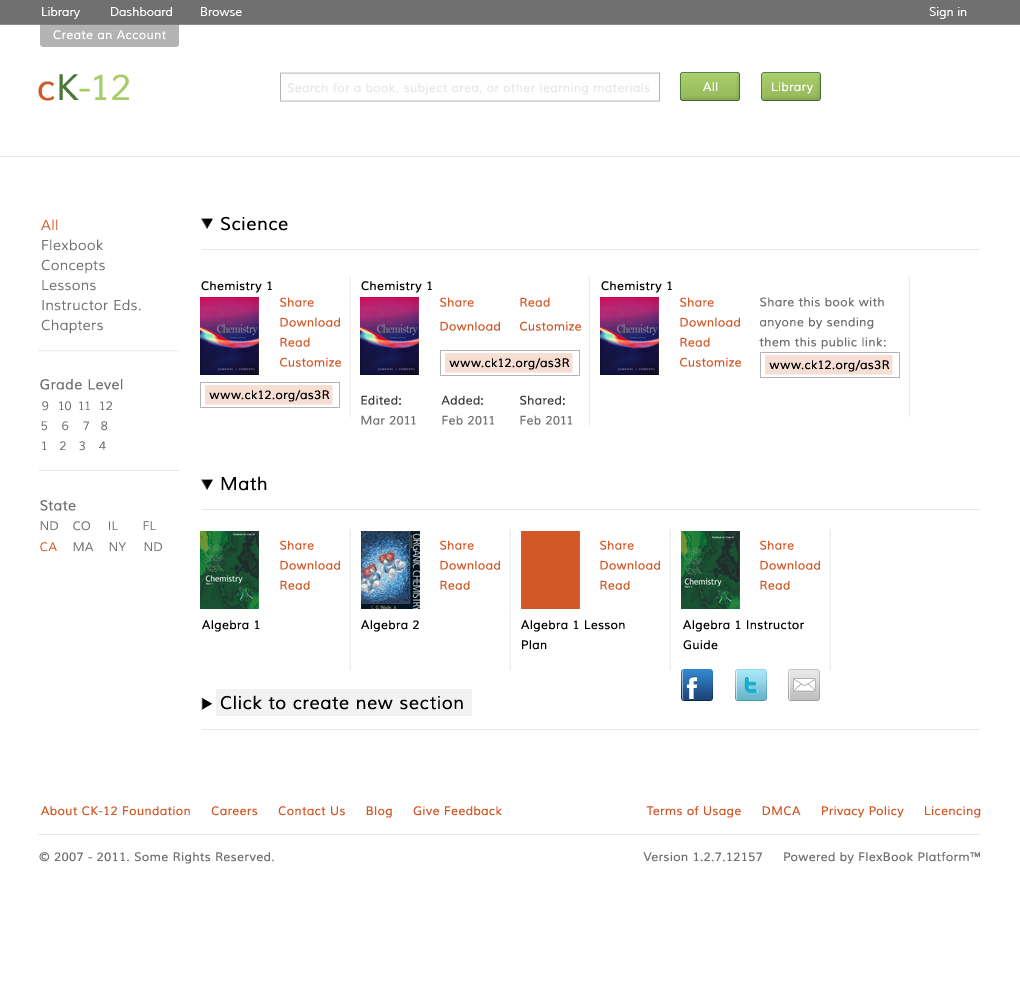 Library Dashboard Browse Sign in
Create an Account
cK-12
Search for a book, subject area, or other learning materials
All
Library
All
Flexbook
Concepts
Lessons
Instructor Eds.
Chapters
Grade Level
9 10 11 12
5 6 7 8
1 2 3 4
State
ND CO IL FL
CA MA NY ND
Science
Chemistry 1
Chemistry
Share
Download
Read
Customize
www.ck12.org/as3R
Chemistry 1
Chemistry
Share Read
Download Customize
www.ck12.org/as3R
Edited: Added: Shared:
Mar 2011 Feb 2011 Feb 2011
Chemistry 1
Chemistry
Share
Download
Read
Customize
Share this book with
anyone by sending
them this public link:
www.ck12.org/as3R
Math
Chemistry
Share
Download
Read
Algebra 1
ORGANIC CHEMISTRY
L. G. Wade, Jr.
Share
Download
Read
Algebra 2
Share
Download
Read
Algebra 1 Lesson
Plan
Chemistry
Share
Download
Read
Algebra 1 Instructor
Guide
f
t
Click to create new section
About CK-12 Foundation Careers Contact Us Blog Give Feedback Terms of Usage DMCA Privacy Policy Licencing
© 2007 - 2011. Some Rights Reserved. Version 1.2.7.12157 Powered by FlexBook Platform™